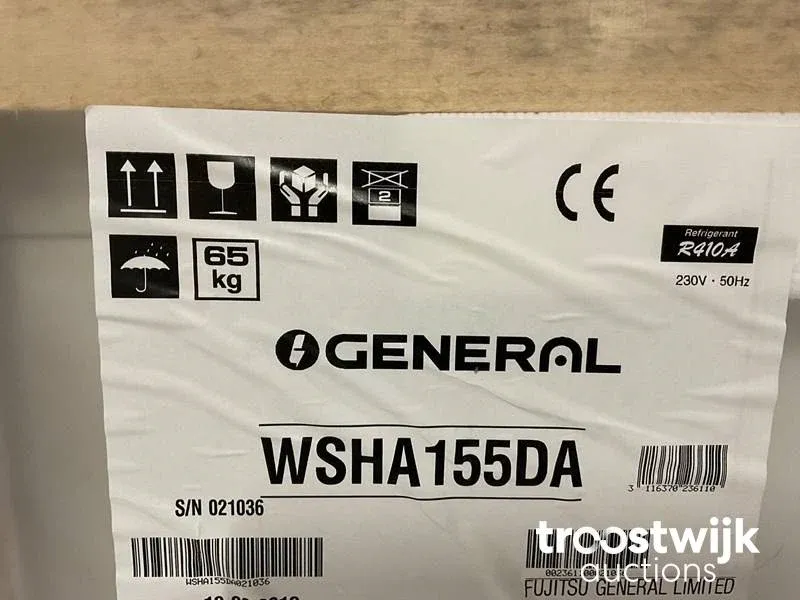 2
CE
65
kg
Refrigerant
R410A
230V · 50Hz
GENERAL
WSHA155DA
3 116370 236110
S/N 021036
WSHA155DA021036
troostwijk
auctions
FUJITSU GENERAL LIMITED